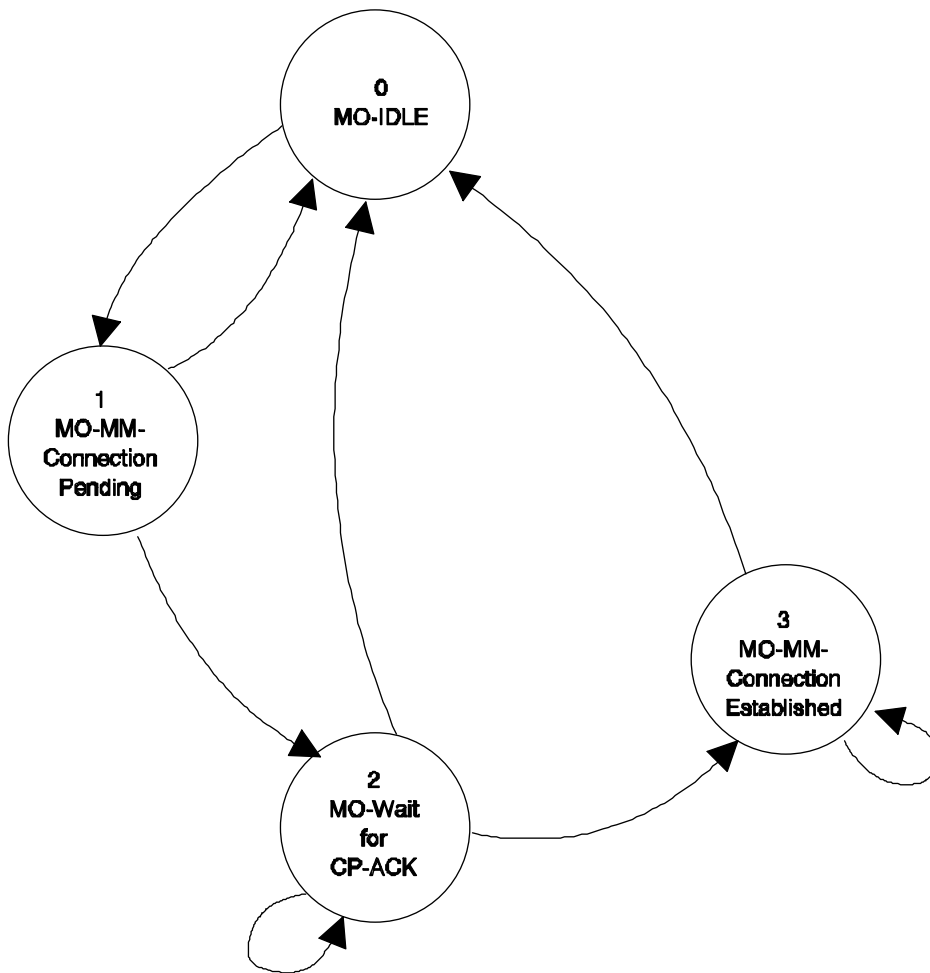 0
MO-IDLE
1
MO-MM-
Connection
Pending
3
MO-MM-
Connection
Established
2
MO-Wait
for
CP-ACK